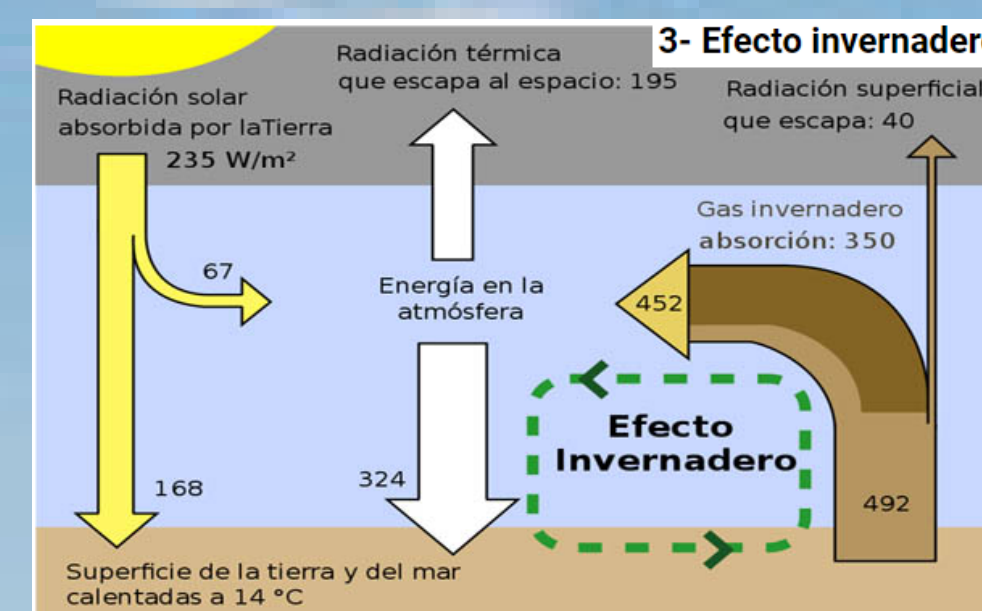 3- Efecto invernadero
Radiación térmica
que escapa al espacio: 195
Radiación solar
absorbida por laTierra
235 W/m²
Radiación superficial
que escapa: 40
Gas invernadero
absorción: 350
67
Energía en la
atmósfera
452
Efecto
Invernadero
168
324
492
Superficie de la tierra y del mar
calentadas a 14 °C